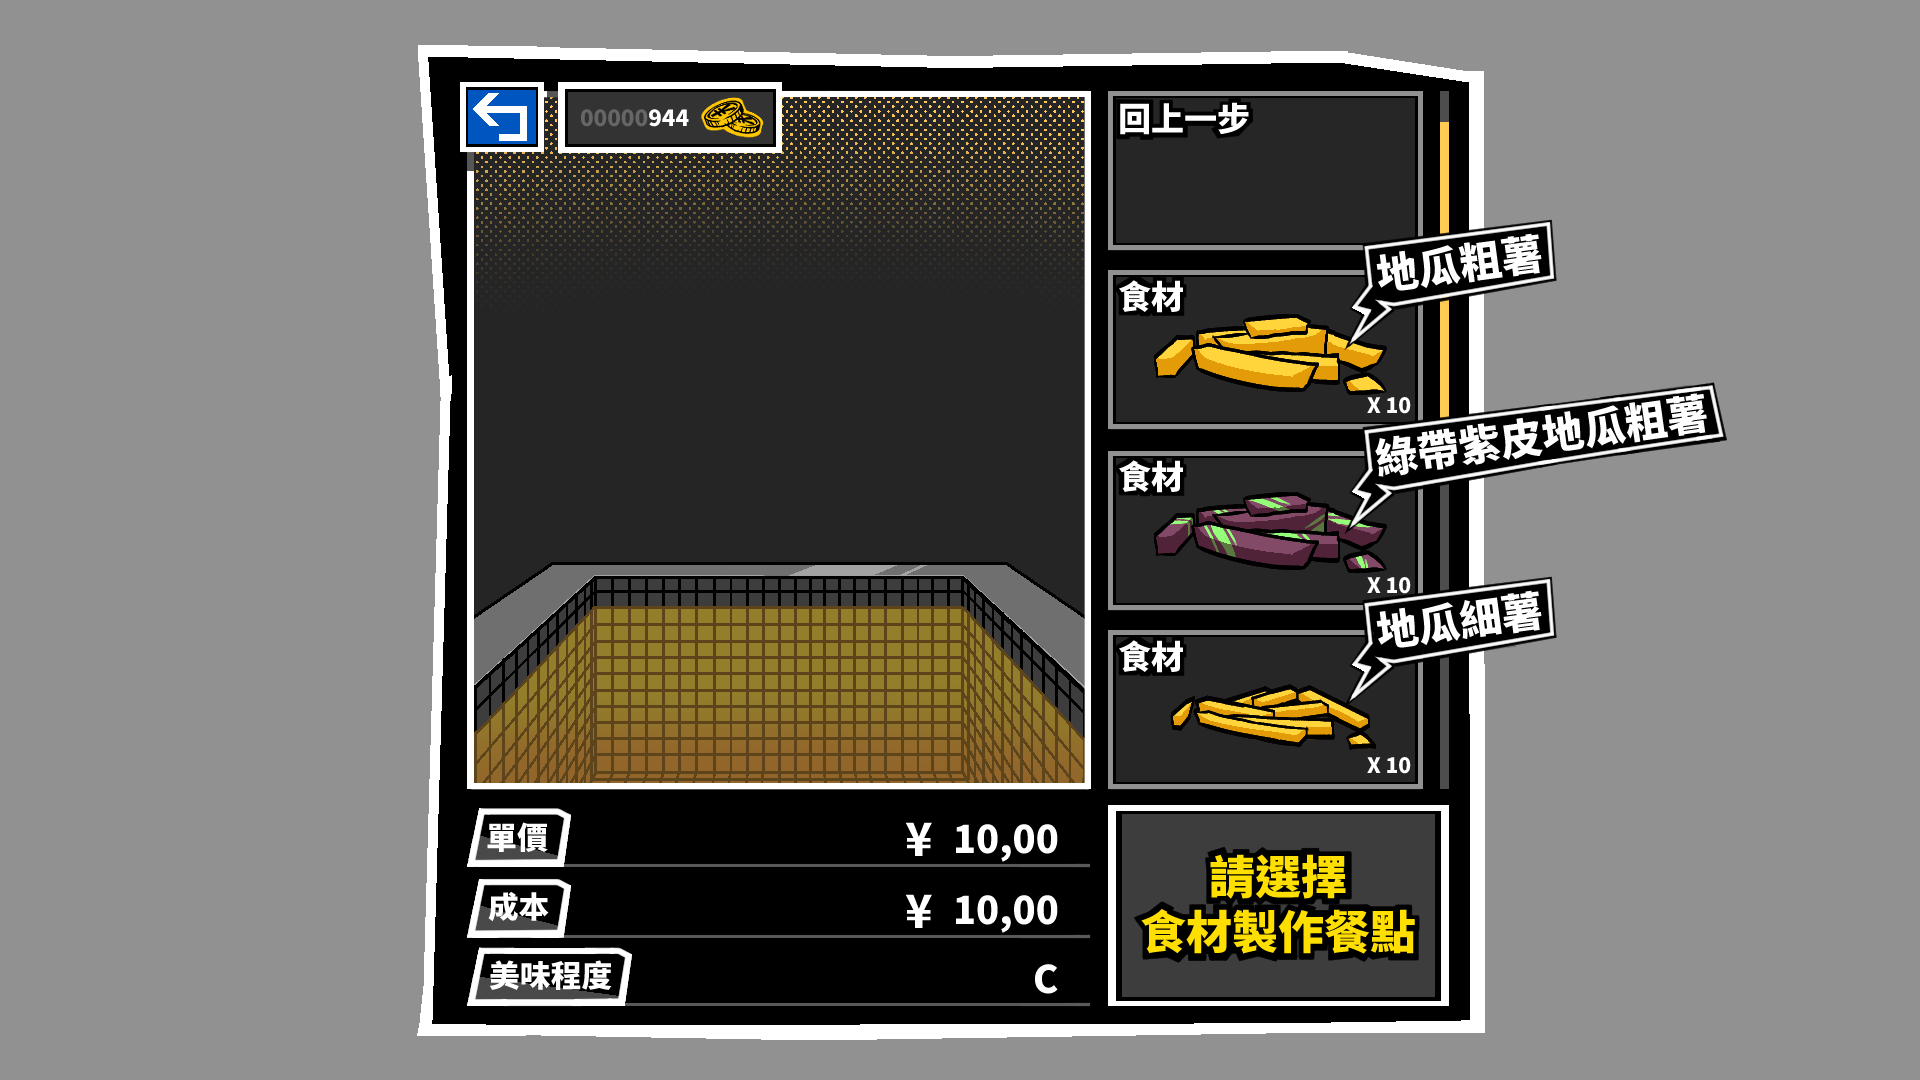 00000944
回上一步
地瓜粗薯
食材
X 10
綠帶紫皮地瓜粗薯
食材
X 10
地瓜細薯
食材
X 10
單價
¥ 10,00
成本
¥ 10,00
美味程度
C
請選擇
食材製作餐點